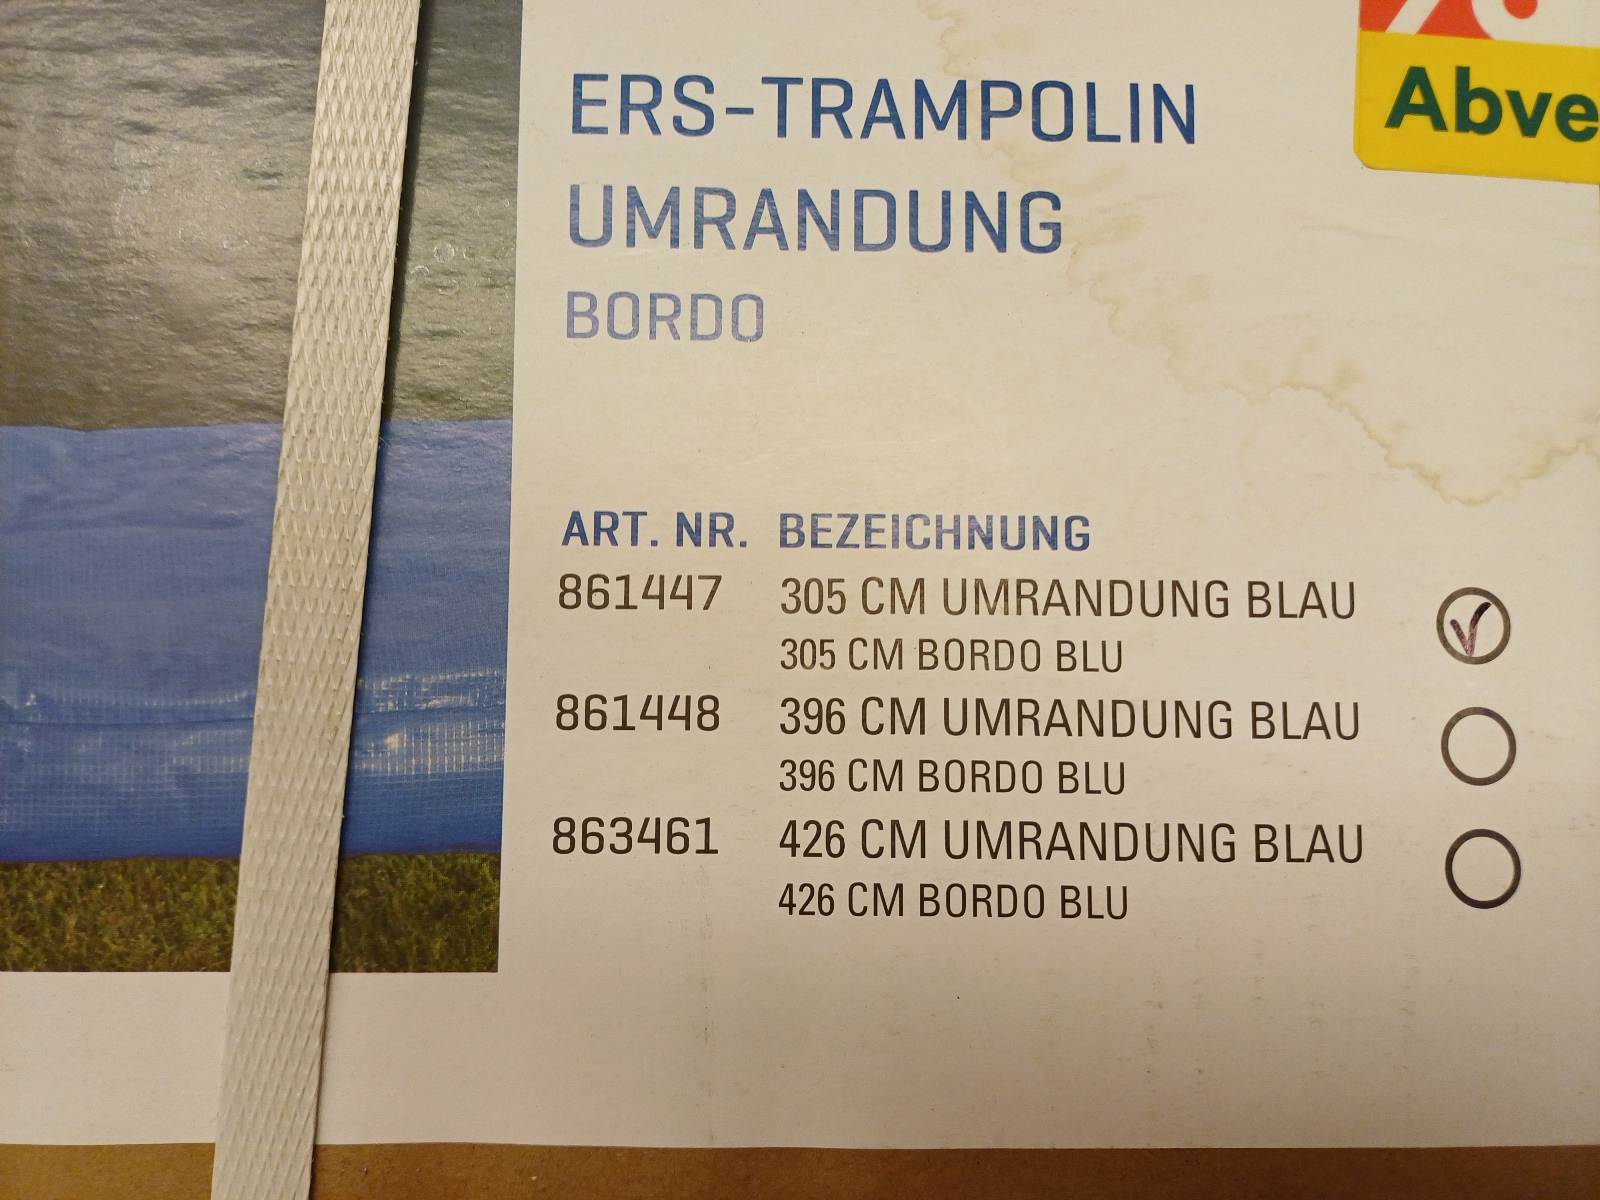 ERS-TRAMPOLIN
UMRANDUNG
BORDO
ART. NR. BEZEICHNUNG
861447 305 CM UMRANDUNG BLAU
305 CM BORDO BLU
861448 396 CM UMRANDUNG BLAU
396 CM BORDO BLU
863461 426 CM UMRANDUNG BLAU
426 CM BORDO BLU
%
Abve